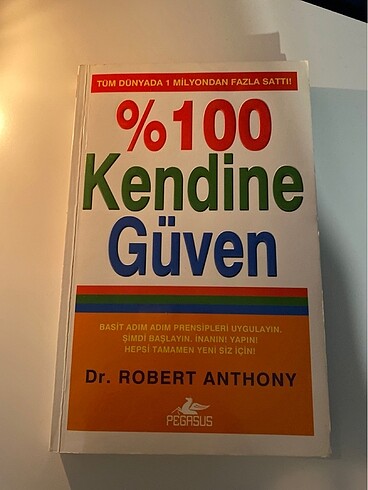 TÜM DÜNYADA 1 MİLYONDAN FAZLA SATTI!
%100
Kendine
Güven
BASİT ADIM ADIM PRENSİPLERİ UYGULAYIN.
ŞİMDİ BAŞLAYIN. İNANIN! YAPIN!
HEPSİ TAMAMEN YENİ SİZ İÇİN!
Dr. ROBERT ANTHONY
PEGASUS